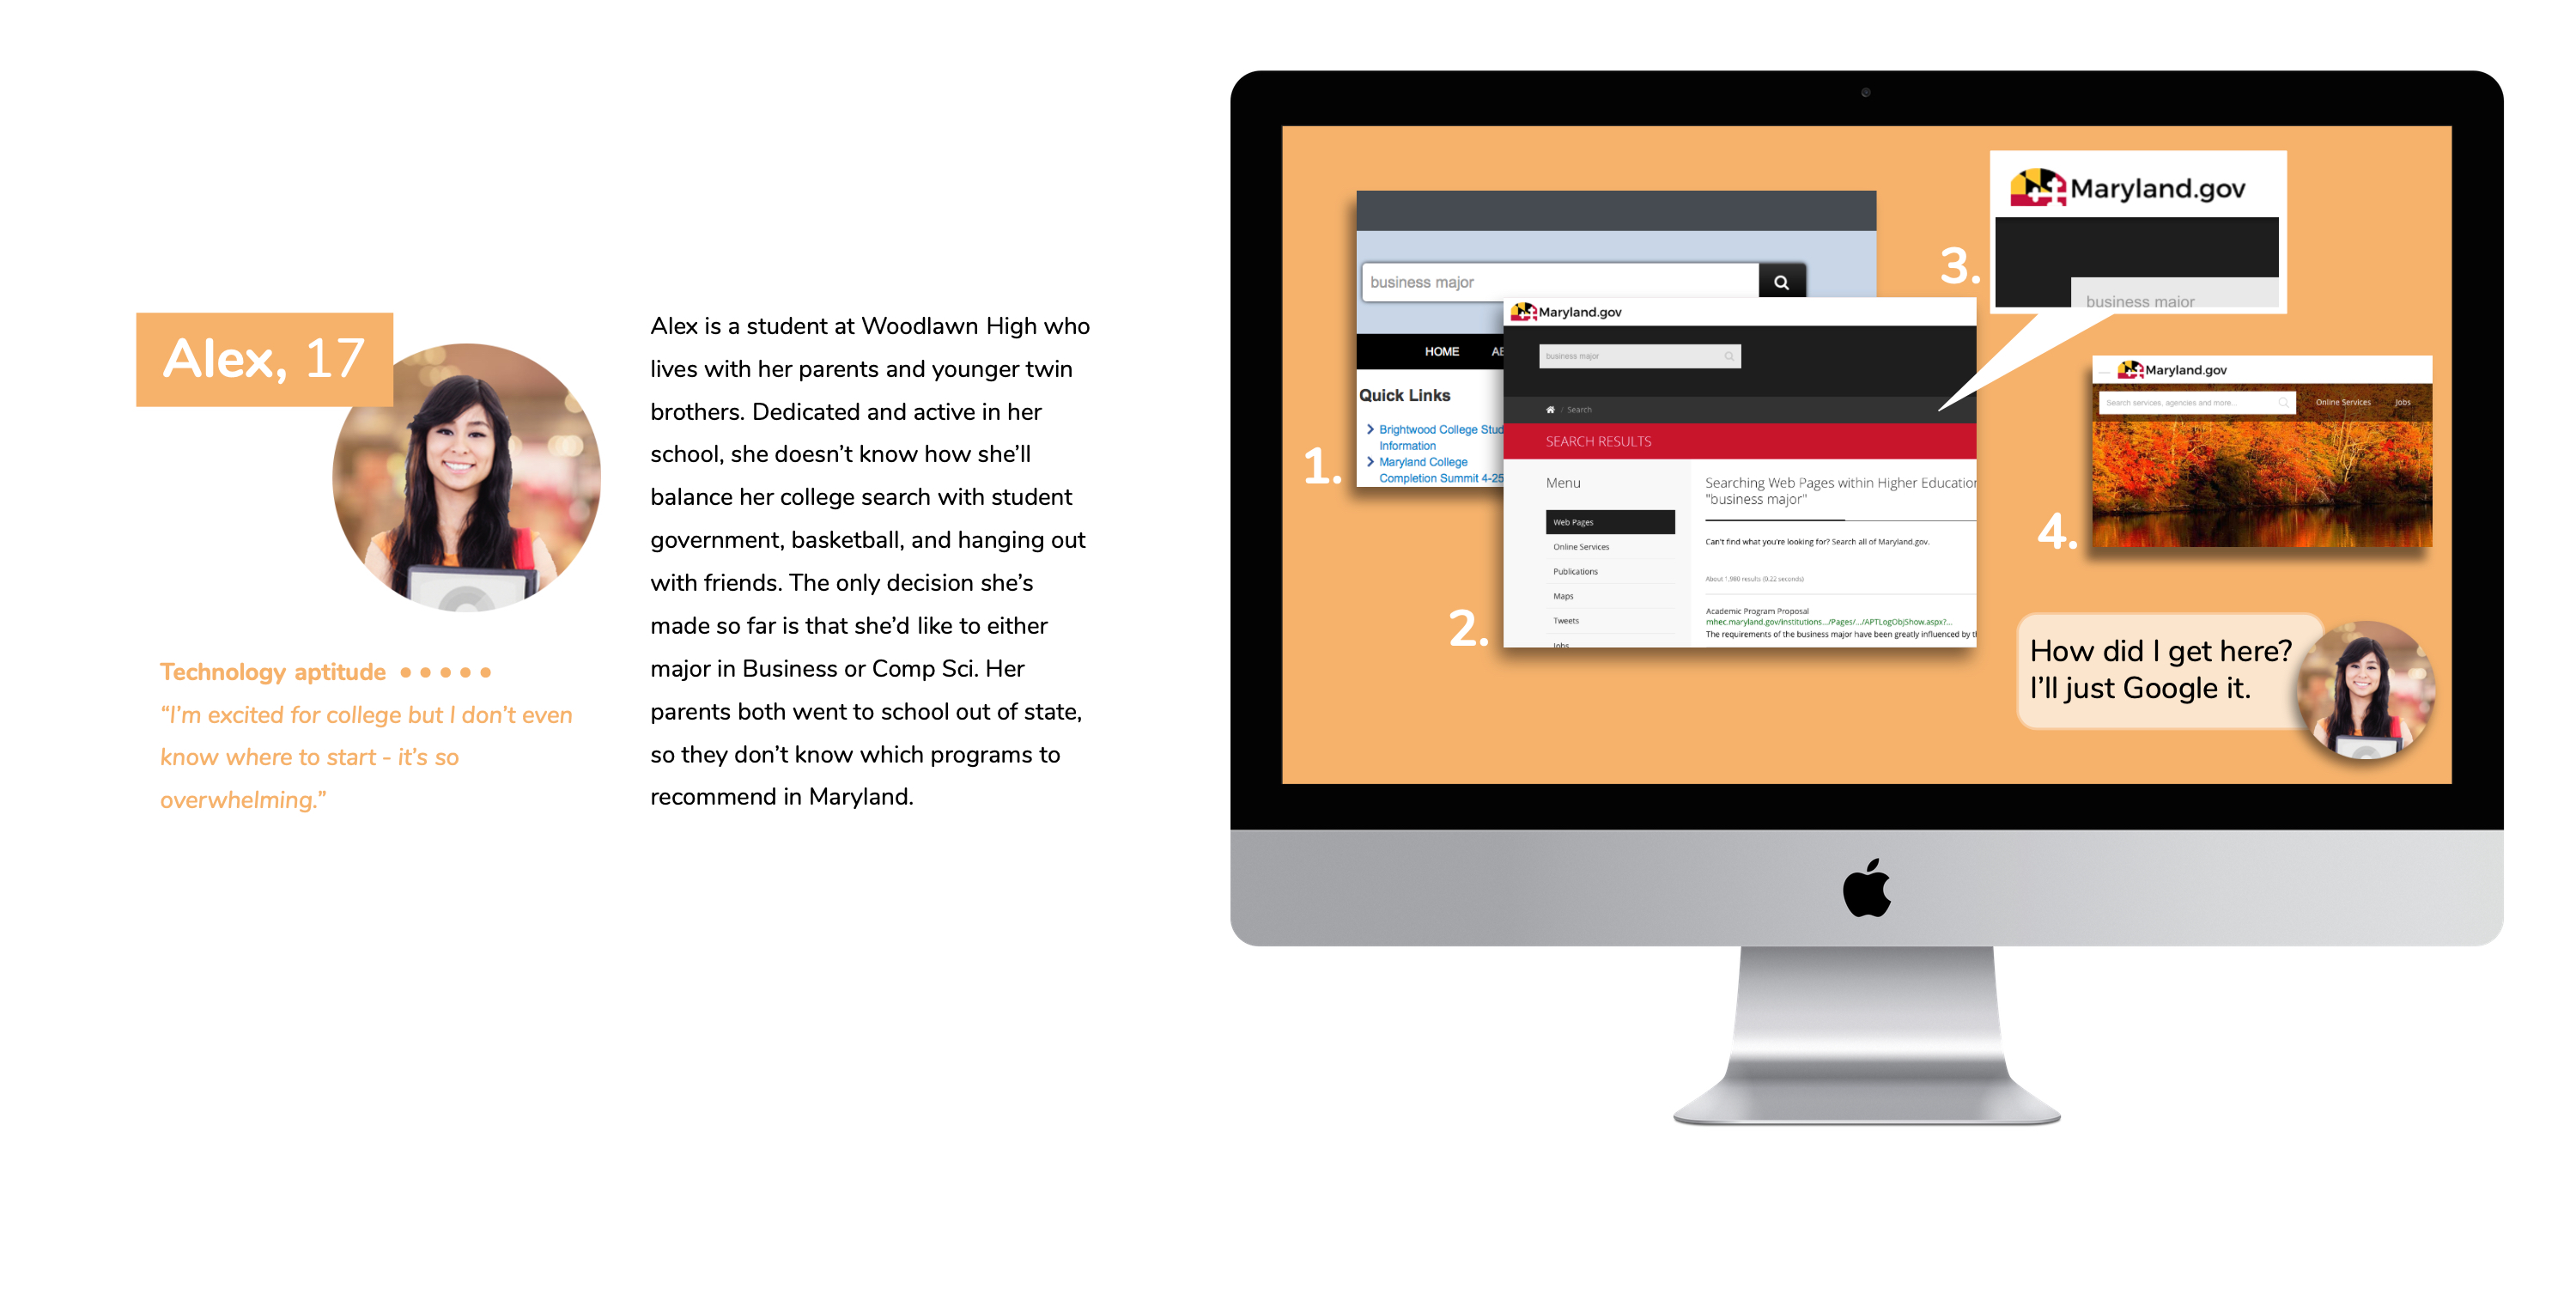 Alex, 17
Technology aptitude
“I’m excited for college but I don’t even
know where to start - it’s so
overwhelming.”
Alex is a student at Woodlawn High who
lives with her parents and younger twin
brothers. Dedicated and active in her
school, she doesn’t know how she’ll
balance her college search with student
government, basketball, and hanging out
with friends. The only decision she’s
made so far is that she’d like to either
major in Business or Comp Sci. Her
parents both went to school out of state,
so they don’t know which programs to
recommend in Maryland.
1.
business major
HOME
Quick Links
Brightwood College Stud
Information
Maryland College
Completion Summit 4-25
2.
Maryland.gov
business major
/ Search
SEARCH RESULTS
Menu
Web Pages
Online Services
Publications
Maps
Tweets
Jobs
Searching Web Pages within Higher Education
"business major"
Can't find what you're looking for? Search all of Maryland.gov.
About 1,980 results (0.22 seconds)
Academic Program Proposal
mhec.maryland.gov/institutions.../Pages/.../APTLogObjShow.aspx?...
The requirements of the business major have been greatly influenced by th
3.
Maryland.gov
business major
4.
Maryland.gov
Search services, agencies and more...
Online Services
Jobs
How did I get here?
I’ll just Google it.